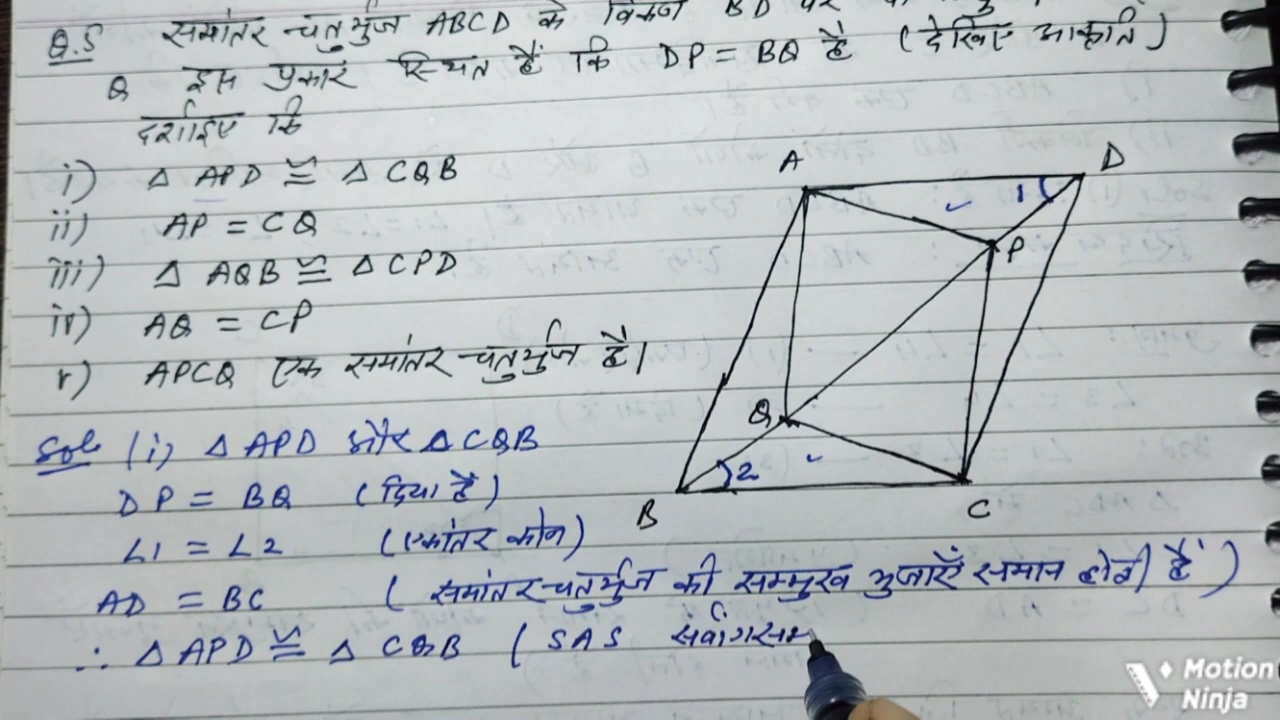 Q.5 समांतर चतुर्भुज ABCD के विकर्ण BD पर
Q इस प्रकार स्थित हैं कि DP = BQ है (देखिए आकृति)
दर्शाइए कि
i) △ APD ≅ △ CQB
ii) AP = CQ
iii) △ AQB ≅ △ CPD
iv) AQ = CP
v) APCQ एक समांतर चतुर्भुज है।
A
D
1
P
Q
2
B
C
Sol (i) △ APD और △ CQB
DP = BQ (दिया है)
∠1 = ∠2 (एकांतर कोण)
AD = BC (समांतर चतुर्भुज की सम्मुख भुजाएँ समान होती हैं)
∴ △ APD ≅ △ CQB (SAS सर्वांगसम
Motion
Ninja